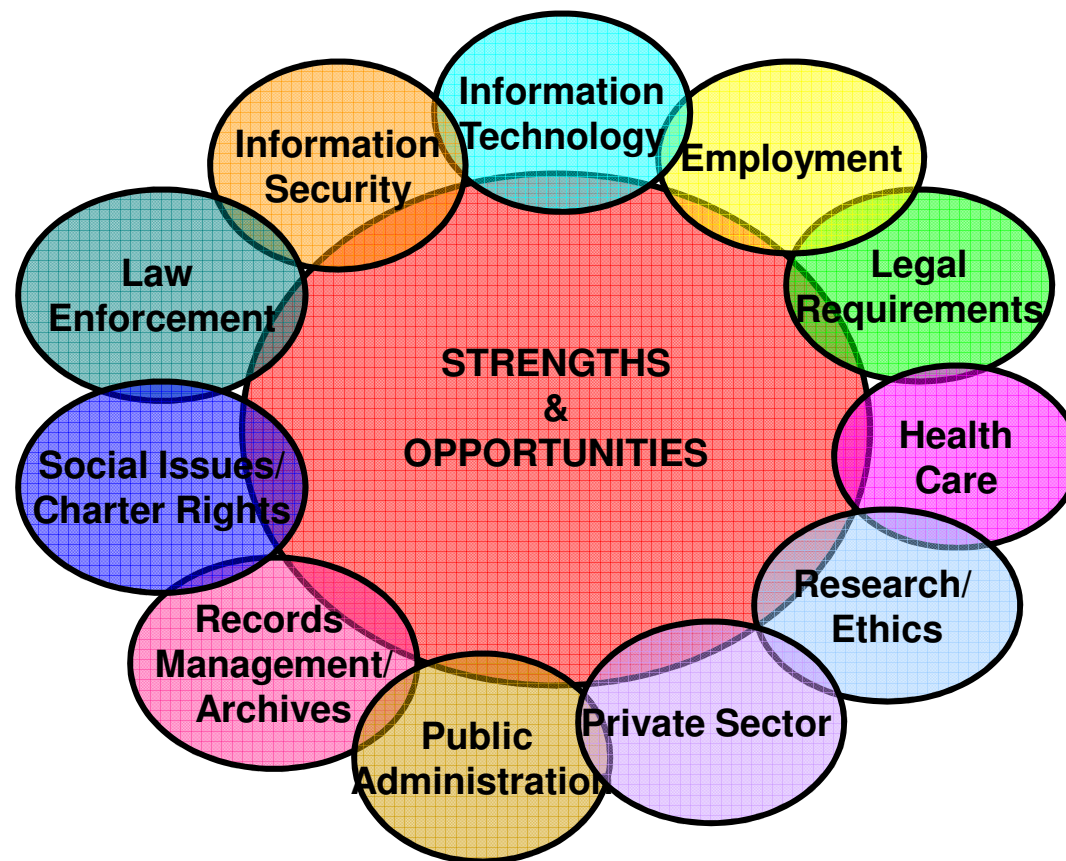 Information
Technology
Information
Security
Employment
Law
Enforcement
Legal
Requirements
STRENGTHS
&
OPPORTUNITIES
Health
Care
Social Issues/
Charter Rights
Research/
Ethics
Records
Management/
Archives
Private Sector
Public
Administration